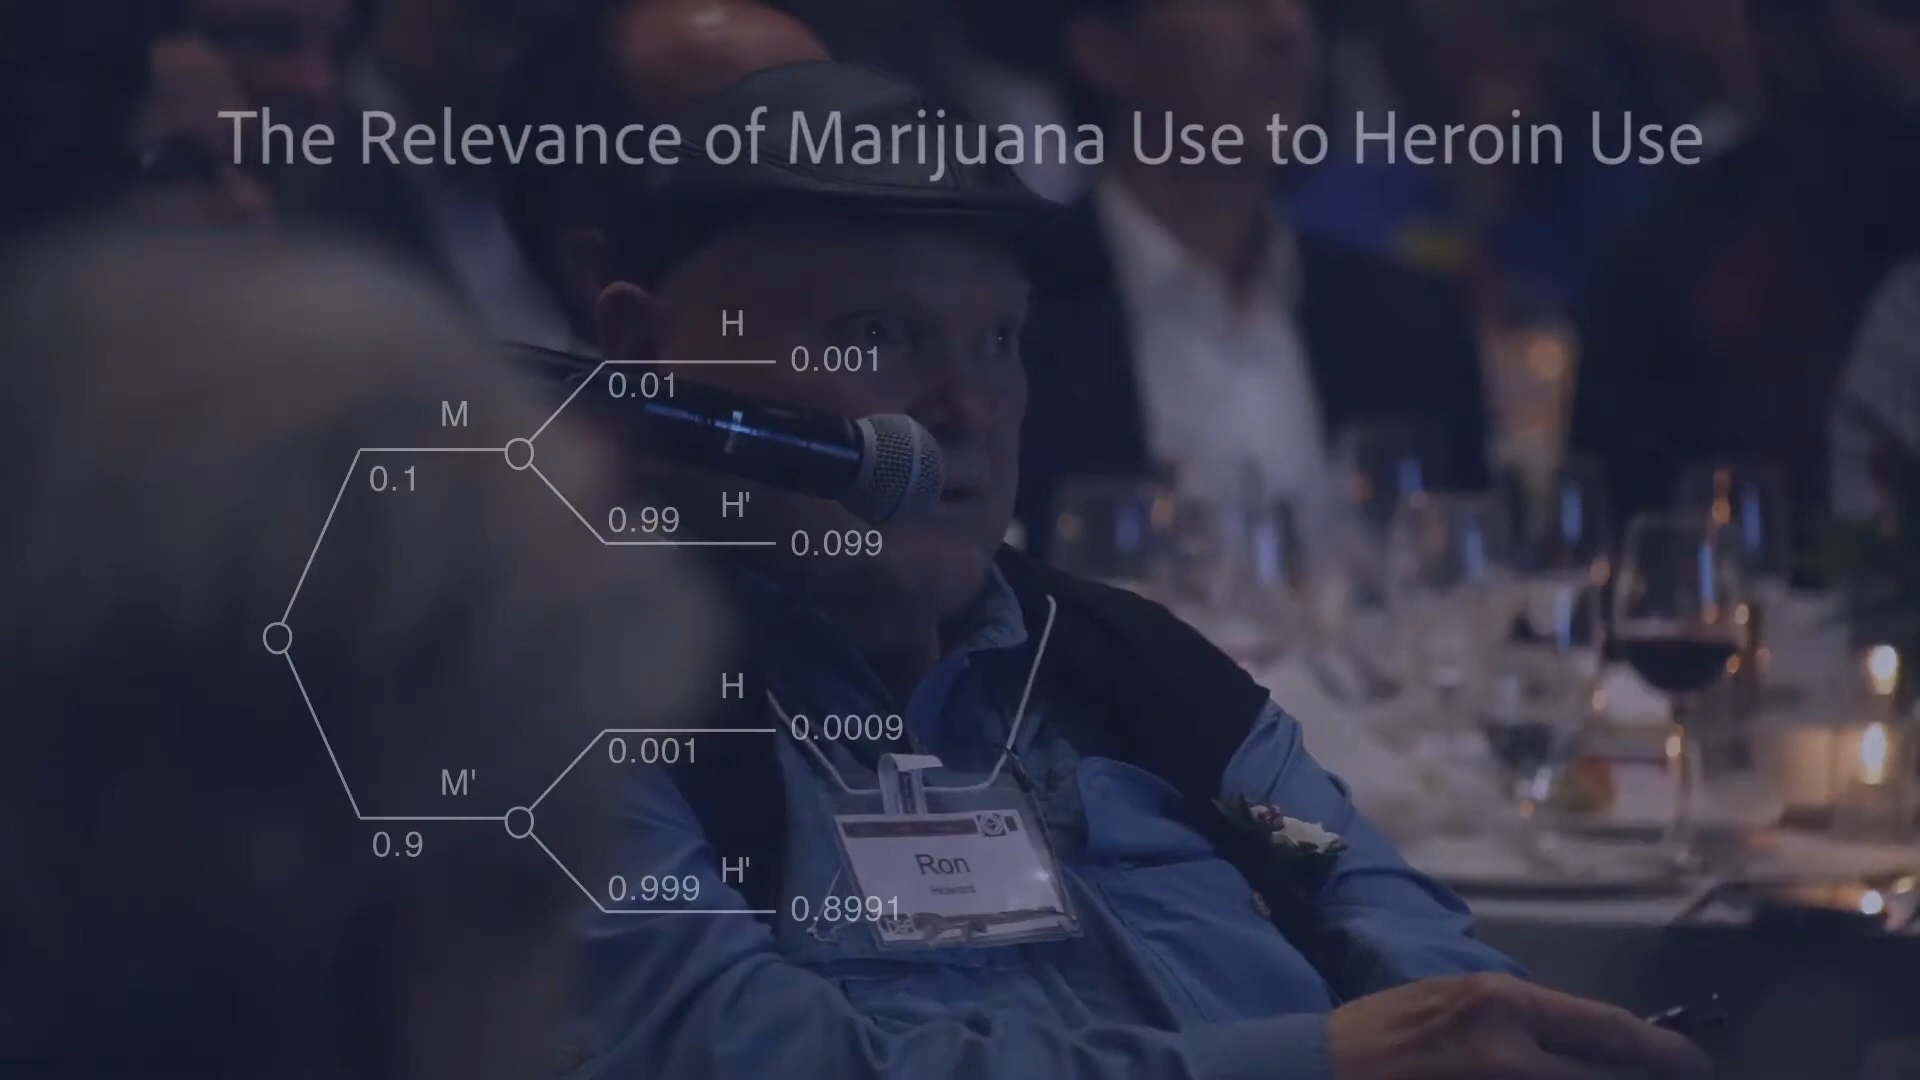 The Relevance of Marijuana Use to Heroin Use
H
0.001
0.01
M
0.1
H'
0.99
0.099
H
0.0009
0.001
M'
0.9
H'
0.999
0.8991
Ron
Howard